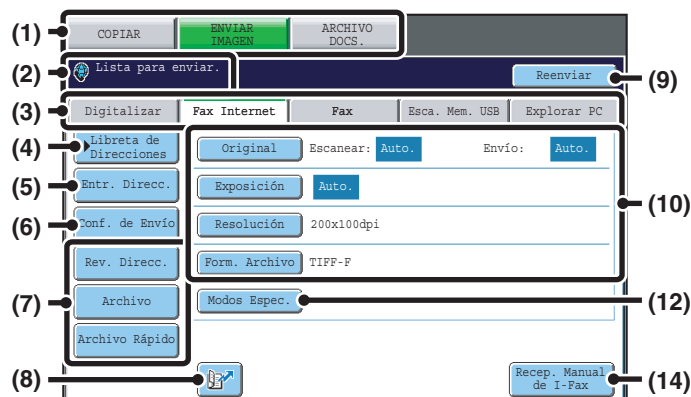 (1)
COPIAR
ENVIAR
IMAGEN
ARCHIVO
DOCS.
(2)
Lista para enviar.
Reenviar
(9)
(3)
Digitalizar
Fax Internet
Fax
Esca. Mem. USB
Explorar PC
(4)
Libreta de
Direcciones
Original
Escanear: Auto.
Envío: Auto.
(5)
Entr. Direcc.
Exposición
Auto.
(10)
(6)
Conf. de Envío
Resolución
200x100dpi
Rev. Direcc.
Form. Archivo
TIFF-F
(7)
Archivo
Modos Espec.
(12)
Archivo Rápido
(8)
Recep. Manual
de I-Fax
(14)